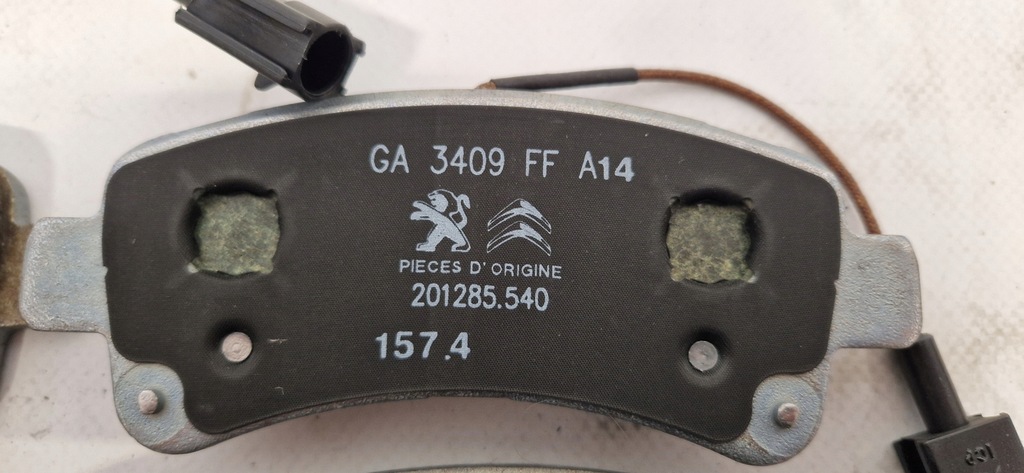 GA 3409 FF A14
PIECES D'ORIGINE
201285.540
157.4